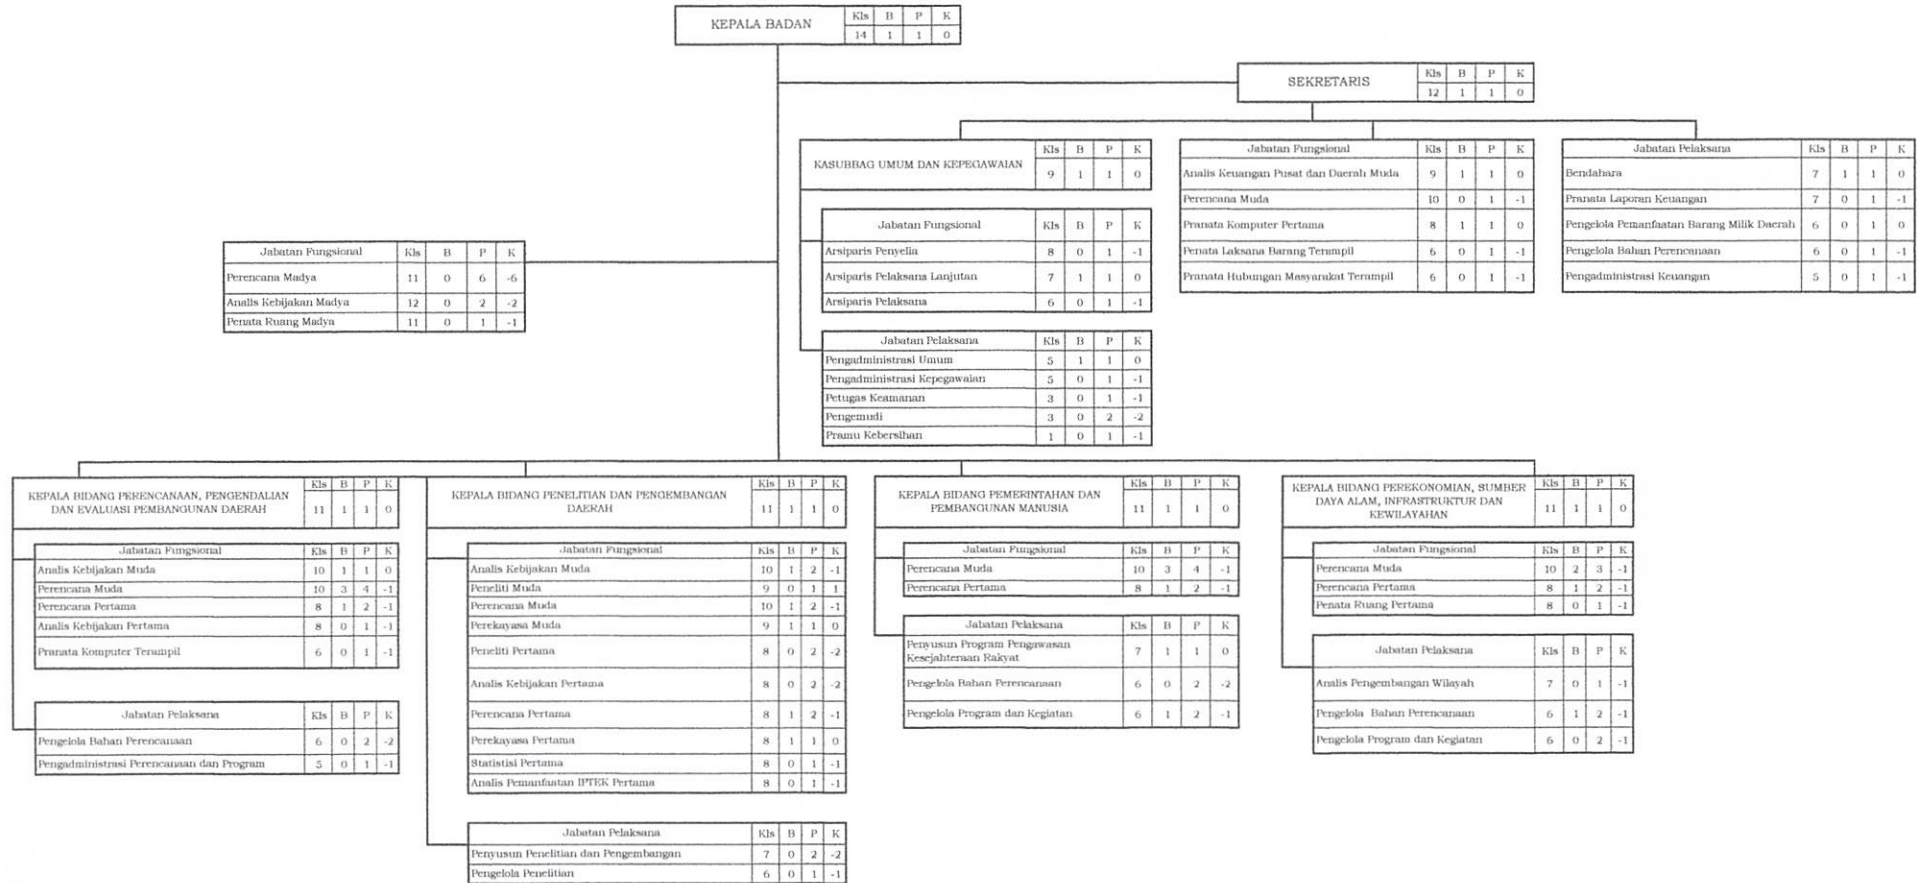 KEPALA BADAN Kls B P K
14 1 1 0
SEKRETARIS Kls B P K
12 1 1 0
KASUBBAG UMUM DAN KEPEGAWAIAN Kls B P K
9 1 1 0
Jabatan Fungsional Kls B P K
Arsiparis Penyelia 8 0 1 -1
Arsiparis Pelaksana Lanjutan 7 1 1 0
Arsiparis Pelaksana 6 0 1 -1
Jabatan Pelaksana Kls B P K
Pengadministrasi Umum 5 1 1 0
Pengadministrasi Kepegawaian 5 0 1 -1
Petugas Keamanan 3 0 1 -1
Pengemudi 3 0 2 -2
Pramu Kebersihan 1 0 1 -1
Jabatan Fungsional Kls B P K
Analis Keuangan Pusat dan Daerah Muda 9 1 1 0
Perencana Muda 10 0 1 -1
Pranata Komputer Pertama 8 1 1 0
Penata Laksana Barang Terampil 6 0 1 -1
Pranata Hubungan Masyarakat Terampil 6 0 1 -1
Jabatan Pelaksana Kls B P K
Bendahara 7 1 1 0
Pranata Laporan Keuangan 7 0 1 -1
Pengelola Pemanfaatan Barang Milik Daerah 6 0 1 0
Pengelola Bahan Perencanaan 6 0 1 -1
Pengadministrasi Keuangan 5 0 1 -1
Jabatan Fungsional Kls B P K
Perencana Madya 11 0 6 -6
Analis Kebijakan Madya 12 0 2 -2
Penata Ruang Madya 11 0 1 -1
KEPALA BIDANG PERENCANAAN, PENGENDALIAN
DAN EVALUASI PEMBANGUNAN DAERAH
Kls B P K
11 1 1 0
Jabatan Fungsional Kls B P K
Analis Kebijakan Muda 10 1 1 0
Perencana Muda 10 3 4 -1
Perencana Pertama 8 1 2 -1
Analis Kebijakan Pertama 8 0 1 -1
Pranata Komputer Terampil 6 0 1 -1
Jabatan Pelaksana Kls B P K
Pengelola Bahan Perencanaan 6 0 2 -2
Pengadministrasi Perencanaan dan Program 5 0 1 -1
KEPALA BIDANG PENELITIAN DAN PENGEMBANGAN
DAERAH
Kls B P K
11 1 1 0
Jabatan Fungsional Kls B P K
Analis Kebijakan Muda 10 1 2 -1
Peneliti Muda 9 0 1 1
Perencana Muda 10 1 2 -1
Perekayasa Muda 9 1 1 0
Peneliti Pertama 8 0 2 -2
Analis Kebijakan Pertama 8 0 2 -2
Perencana Pertama 8 1 2 -1
Perekayasa Pertama 8 1 1 0
Statistisi Pertama 8 0 1 -1
Analis Pemanfaatan IPTEK Pertama 8 0 1 -1
Jabatan Pelaksana Kls B P K
Penyusun Penelitian dan Pengembangan 7 0 2 -2
Pengelola Penelitian 6 0 1 -1
KEPALA BIDANG PEMERINTAHAN DAN
PEMBANGUNAN MANUSIA
Kls B P K
11 1 1 0
Jabatan Fungsional Kls B P K
Perencana Muda 10 3 4 -1
Perencana Pertama 8 1 2 -1
Jabatan Pelaksana Kls B P K
Penyusun Program Pengawasan
Kesejahteraan Rakyat 7 1 1 0
Pengelola Bahan Perencanaan 6 0 2 -2
Pengelola Program dan Kegiatan 6 1 2 -1
KEPALA BIDANG PEREKONOMIAN, SUMBER
DAYA ALAM, INFRASTRUKTUR DAN
KEWILAYAHAN
Kls B P K
11 1 1 0
Jabatan Fungsional Kls B P K
Perencana Muda 10 2 3 -1
Perencana Pertama 8 1 2 -1
Penata Ruang Pertama 8 0 1 -1
Jabatan Pelaksana Kls B P K
Analis Pengembangan Wilayah 7 0 1 -1
Pengelola Bahan Perencanaan 6 1 2 -1
Pengelola Program dan Kegiatan 6 0 2 -1